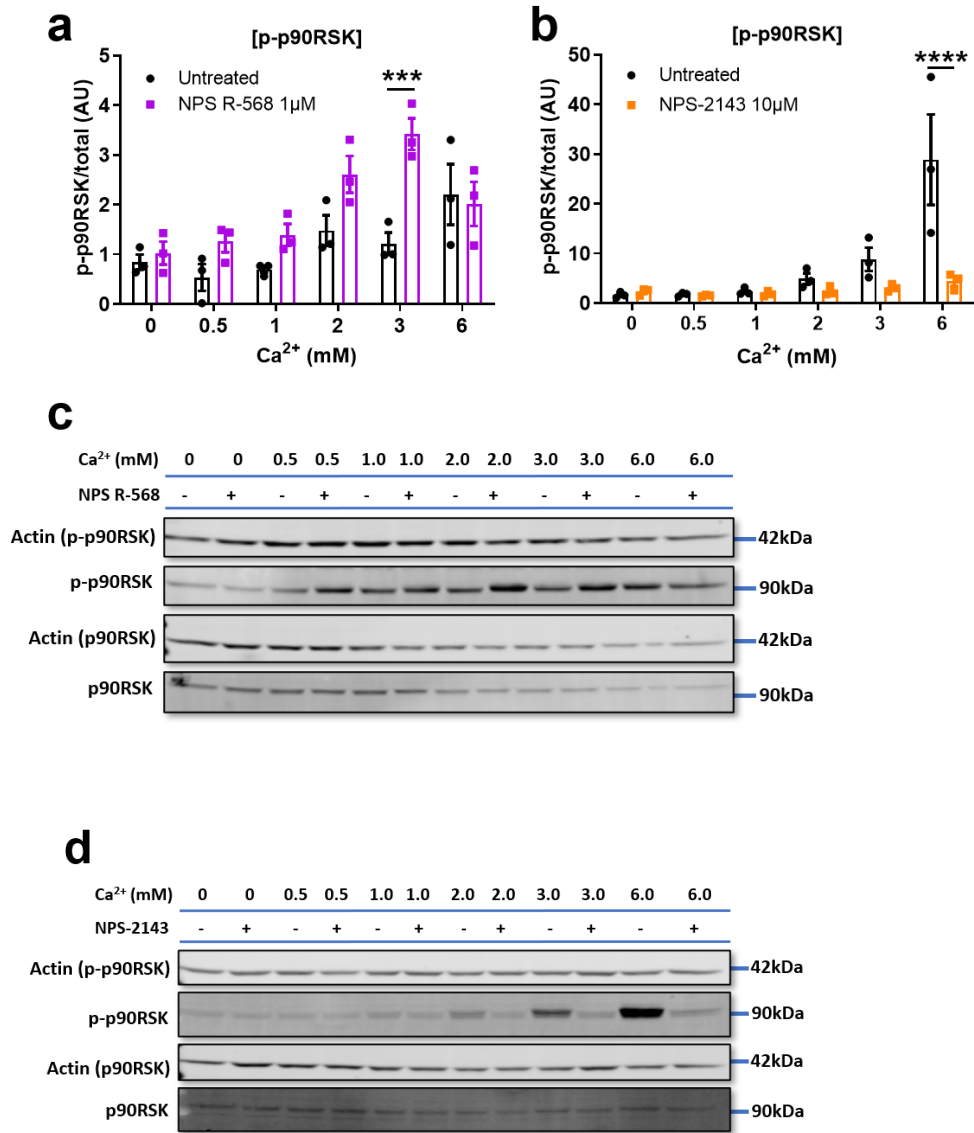 a
[p-p90RSK]
p-p90RSK/total (AU)
5
4
3
2
1
0
Untreated
NPS R-568 1µM
***
0 0.5 1 2 3 6
Ca²⁺ (mM)
b
[p-p90RSK]
p-p90RSK/total (AU)
50
40
30
20
10
0
Untreated
NPS-2143 10µM
****
0 0.5 1 2 3 6
Ca²⁺ (mM)
c
Ca²⁺ (mM) 0 0 0.5 0.5 1.0 1.0 2.0 2.0 3.0 3.0 6.0 6.0
NPS R-568 - + - + - + - + - + - +
Actin (p-p90RSK) 42kDa
p-p90RSK 90kDa
Actin (p90RSK) 42kDa
p90RSK 90kDa
d
Ca²⁺ (mM) 0 0 0.5 0.5 1.0 1.0 2.0 2.0 3.0 3.0 6.0 6.0
NPS-2143 - + - + - + - + - + - +
Actin (p-p90RSK) 42kDa
p-p90RSK 90kDa
Actin (p90RSK) 42kDa
p90RSK 90kDa